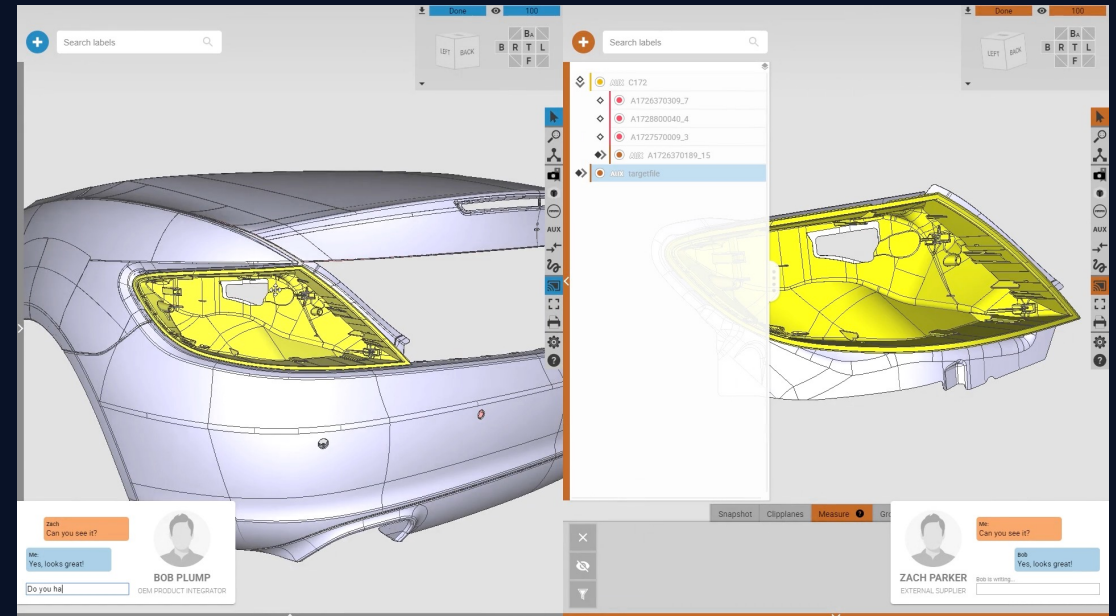 Done
100
Search labels
LEFT
BACK
BA
B R T L
F
AUX
Zach
Can you see it?
Me:
Yes, looks great!
Do you ha
BOB PLUMP
OEM PRODUCT INTEGRATOR
Done
100
Search labels
LEFT
BACK
BA
B R T L
F
AUX C172
A1726370309_7
A1728800040_4
A1727570009_3
AUX A1726370189_15
AUX targetfile
AUX
Snapshot Clipplanes Measure ? Gro
Me:
Can you see it?
Bob
Yes, looks great!
ZACH PARKER
EXTERNAL SUPPLIER
Bob is writing...